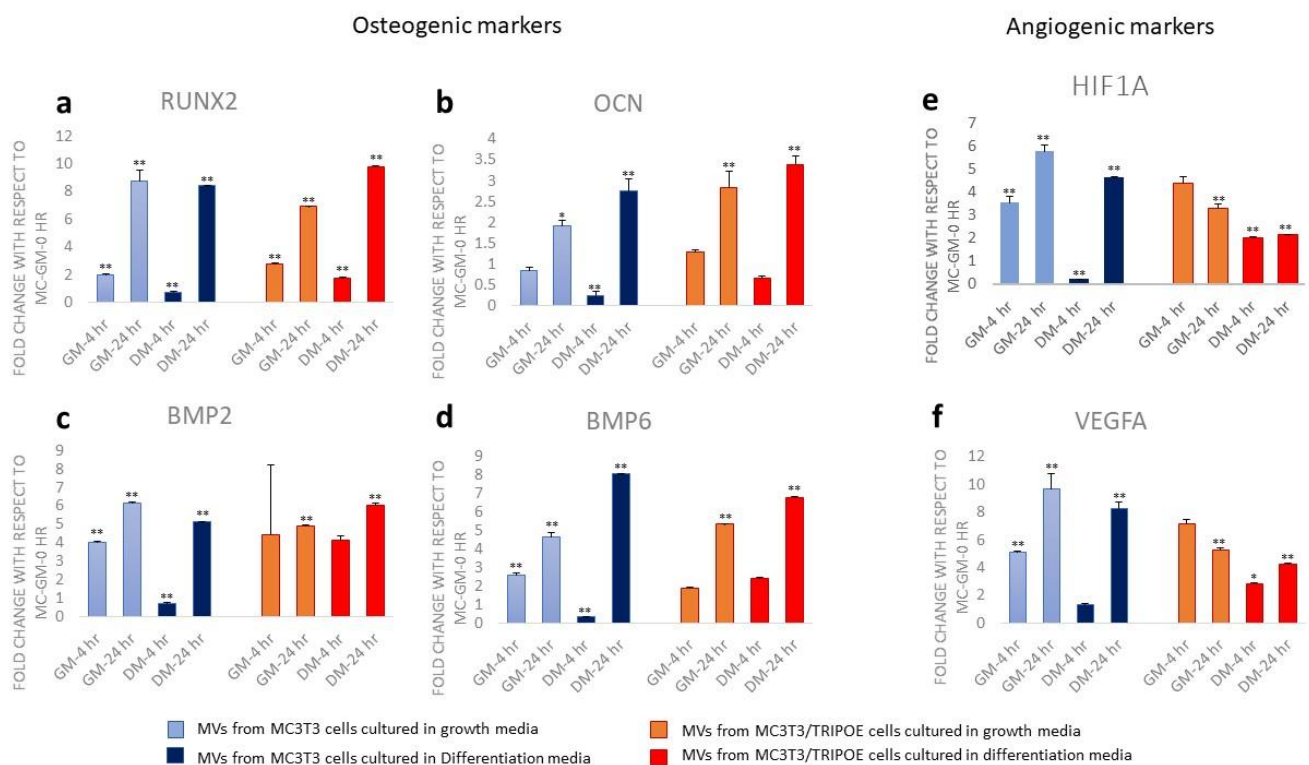 Osteogenic markers
Angiogenic markers
a
RUNX2
FOLD CHANGE WITH RESPECT TO
MC-GM-0 HR
12
10
8
6
4
2
0
**
**
**
**
**
**
**
**
GM-4 hr
GM-24 hr
DM-4 hr
DM-24 hr
GM-4 hr
GM-24 hr
DM-4 hr
DM-24 hr
b
OCN
FOLD CHANGE WITH RESPECT TO
MC-GM-0 HR
4
3.5
3
2.5
2
1.5
1
0.5
0
*
**
**
**
**
GM-4 hr
GM-24 hr
DM-4 hr
DM-24 hr
GM-4 hr
GM-24 hr
DM-4 hr
DM-24 hr
e
HIF1A
FOLD CHANGE WITH RESPECT TO
MC-GM-0 HR
7
6
5
4
3
2
1
0
**
**
**
**
**
**
**
GM-4 hr
GM-24 hr
DM-4 hr
DM-24 hr
GM-4 hr
GM-24 hr
DM-4 hr
DM-24 hr
c
BMP2
FOLD CHANGE WITH RESPECT TO
MC-GM-0 HR
9
8
7
6
5
4
3
2
1
0
**
**
**
**
**
**
GM-4 hr
GM-24 hr
DM-4 hr
DM-24 hr
GM-4 hr
GM-24 hr
DM-4 hr
DM-24 hr
d
BMP6
FOLD CHANGE WITH RESPECT TO
MC-GM-0 HR
9
8
7
6
5
4
3
2
1
0
**
**
**
**
**
**
GM-4 hr
GM-24 hr
DM-4 hr
DM-24 hr
GM-4 hr
GM-24 hr
DM-4 hr
DM-24 hr
f
VEGFA
FOLD CHANGE WITH RESPECT TO
MC-GM-0 HR
12
10
8
6
4
2
0
**
**
**
**
*
**
GM-4 hr
GM-24 hr
DM-4 hr
DM-24 hr
GM-4 hr
GM-24 hr
DM-4 hr
DM-24 hr
MVs from MC3T3 cells cultured in growth media
MVs from MC3T3 cells cultured in Differentiation media
MVs from MC3T3/TRIPOE cells cultured in growth media
MVs from MC3T3/TRIPOE cells cultured in differentiation media